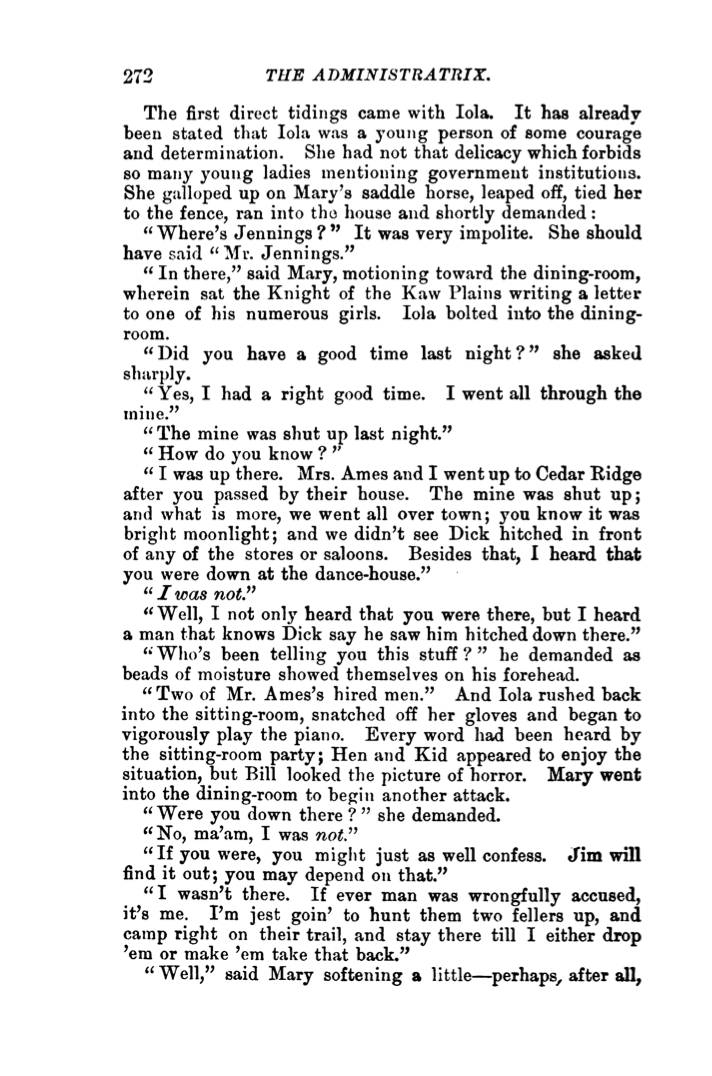 272 THE ADMINISTRATRIX.
The first direct tidings came with Iola. It has already
been stated that Iola was a young person of some courage
and determination. She had not that delicacy which forbids
so many young ladies mentioning government institutions.
She galloped up on Mary's saddle horse, leaped off, tied her
to the fence, ran into the house and shortly demanded:
"Where's Jennings?" It was very impolite. She should
have said "Mr. Jennings."
"In there," said Mary, motioning toward the dining-room,
wherein sat the Knight of the Kaw Plains writing a letter
to one of his numerous girls. Iola bolted into the dining-
room.
"Did you have a good time last night?" she asked
sharply.
"Yes, I had a right good time. I went all through the
mine."
"The mine was shut up last night."
"How do you know?"
"I was up there. Mrs. Ames and I went up to Cedar Ridge
after you passed by their house. The mine was shut up;
and what is more, we went all over town; you know it was
bright moonlight; and we didn't see Dick hitched in front
of any of the stores or saloons. Besides that, I heard that
you were down at the dance-house."
"I was not."
"Well, I not only heard that you were there, but I heard
a man that knows Dick say he saw him hitched down there."
"Who's been telling you this stuff?" he demanded as
beads of moisture showed themselves on his forehead.
"Two of Mr. Ames's hired men." And Iola rushed back
into the sitting-room, snatched off her gloves and began to
vigorously play the piano. Every word had been heard by
the sitting-room party; Hen and Kid appeared to enjoy the
situation, but Bill looked the picture of horror. Mary went
into the dining-room to begin another attack.
"Were you down there?" she demanded.
"No, ma'am, I was not."
"If you were, you might just as well confess. Jim will
find it out; you may depend on that."
"I wasn't there. If ever man was wrongfully accused,
it's me. I'm jest goin' to hunt them two fellers up, and
camp right on their trail, and stay there till I either drop
'em or make 'em take that back."
"Well," said Mary softening a little—perhaps, after all,